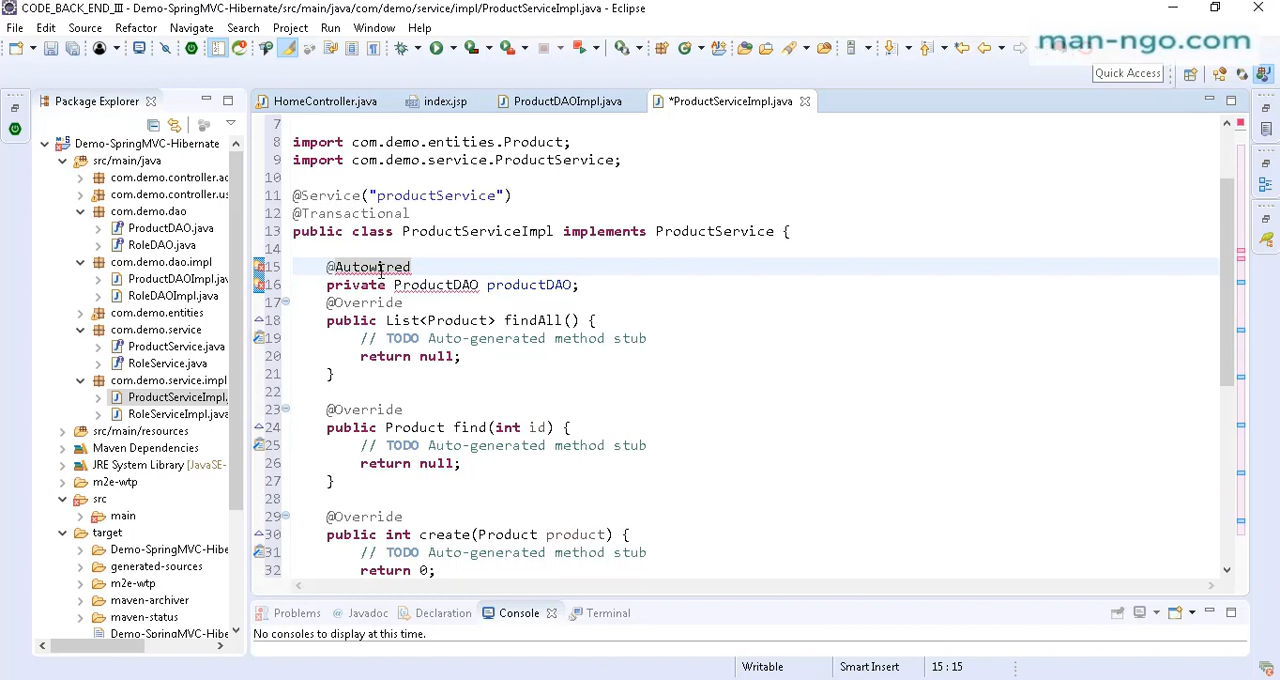 CODE_BACK_END_III - Demo-SpringMVC-Hibernate/src/main/java/com/demo/service/impl/ProductServiceImpl.java - Eclipse
File Edit Source Refactor Navigate Search Project Run Window Help
man-ngo.com
Quick Access
Package Explorer
HomeController.java
index.jsp
ProductDAOImpl.java
*ProductServiceImpl.java
Demo-SpringMVC-Hibernate
src/main/java
com.demo.controller.ac
com.demo.controller.us
com.demo.dao
ProductDAO.java
RoleDAO.java
com.demo.dao.impl
ProductDAOImpl.java
RoleDAOImpl.java
com.demo.entities
com.demo.service
ProductService.java
RoleService.java
com.demo.service.impl
ProductServiceImpl.
RoleServiceImpl.java
src/main/resources
Maven Dependencies
JRE System Library [JavaSE-
m2e-wtp
src
main
target
Demo-SpringMVC-Hibe
generated-sources
m2e-wtp
maven-archiver
maven-status
Demo-SpringMVC-Hibe
7
8 import com.demo.entities.Product;
9 import com.demo.service.ProductService;
10
11 @Service("productService")
12 @Transactional
13 public class ProductServiceImpl implements ProductService {
14
15 @Autowired
16 private ProductDAO productDAO;
17 @Override
18 public List<Product> findAll() {
19 // TODO Auto-generated method stub
20 return null;
21 }
22
23 @Override
24 public Product find(int id) {
25 // TODO Auto-generated method stub
26 return null;
27 }
28
29 @Override
30 public int create(Product product) {
31 // TODO Auto-generated method stub
32 return 0;
Problems Javadoc Declaration Console Terminal
No consoles to display at this time.
Writable Smart Insert 15 : 15